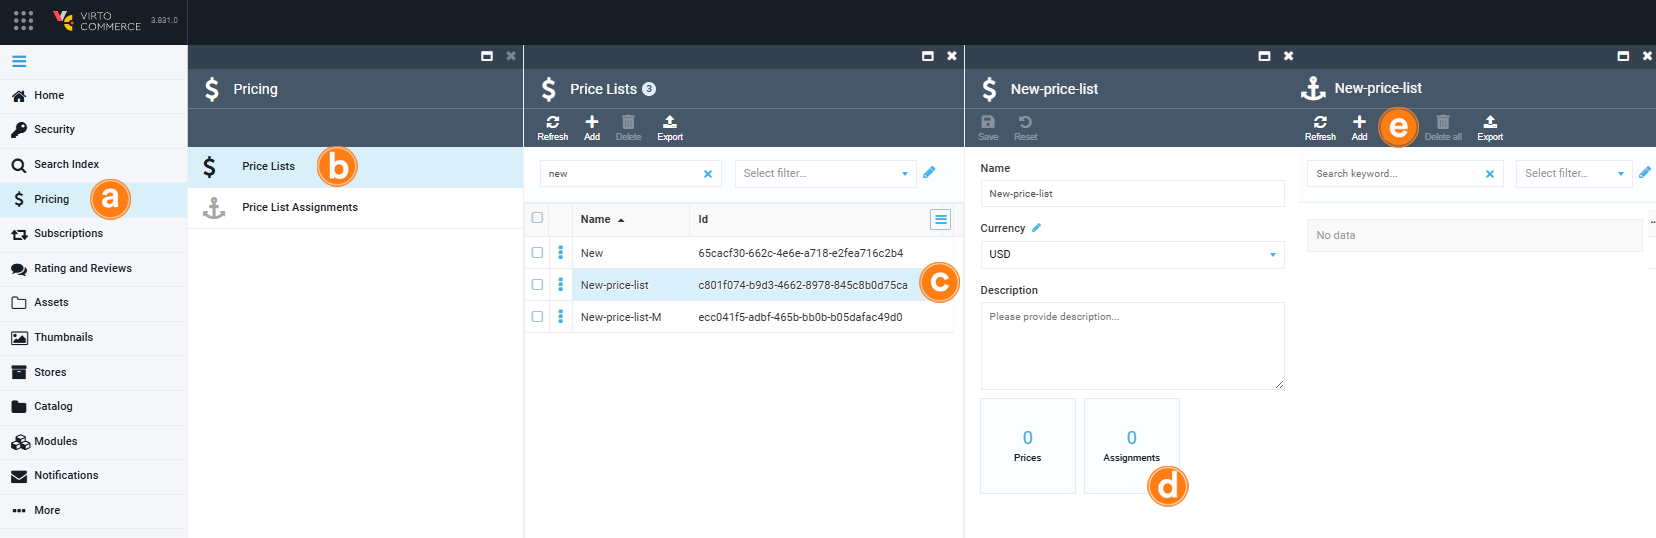 VIRTO
COMMERCE
3.831.0
Home
Security
Search Index
Pricing
a
Subscriptions
Rating and Reviews
Assets
Thumbnails
Stores
Catalog
Modules
Notifications
More
Pricing
Price Lists
b
Price List Assignments
Price Lists 3
Refresh Add Delete Export
new
Select filter...
Name Id
New 65cacf30-662c-4e6e-a718-e2fea716c2b4
New-price-list c801f074-b9d3-4662-8978-845c8b0d75ca
c
New-price-list-M ecc041f5-adbf-465b-bb0b-b05dafac49d0
New-price-list
Save Reset
Name
New-price-list
Currency
USD
Description
Please provide description...
0
Prices
0
Assignments
d
New-price-list
Refresh Add e Delete all Export
Search keyword...
Select filter...
No data